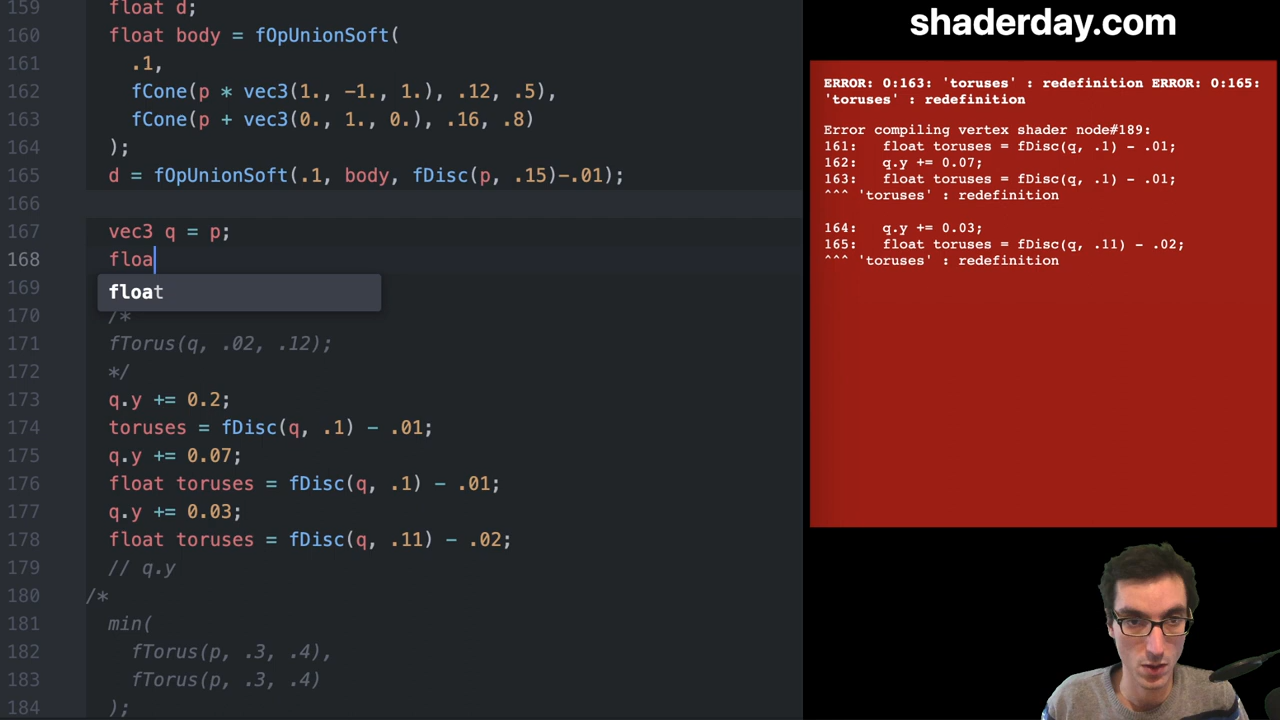 159 float d;
160 float body = fOpUnionSoft(
161 .1,
162 fCone(p * vec3(1., -1., 1.), .12, .5),
163 fCone(p + vec3(0., 1., 0.), .16, .8)
164 );
165 d = fOpUnionSoft(.1, body, fDisc(p, .15)-.01);
166
167 vec3 q = p;
168 floa
float
169
170 /*
171 fTorus(q, .02, .12);
172 */
173 q.y += 0.2;
174 toruses = fDisc(q, .1) - .01;
175 q.y += 0.07;
176 float toruses = fDisc(q, .1) - .01;
177 q.y += 0.03;
178 float toruses = fDisc(q, .11) - .02;
179 // q.y
180 /*
181 min(
182 fTorus(p, .3, .4),
183 fTorus(p, .3, .4)
184 );
shaderday.com
ERROR: 0:163: 'toruses' : redefinition ERROR: 0:165:
'toruses' : redefinition
Error compiling vertex shader node#189:
161: float toruses = fDisc(q, .1) - .01;
162: q.y += 0.07;
163: float toruses = fDisc(q, .1) - .01;
^^^ 'toruses' : redefinition
164: q.y += 0.03;
165: float toruses = fDisc(q, .11) - .02;
^^^ 'toruses' : redefinition